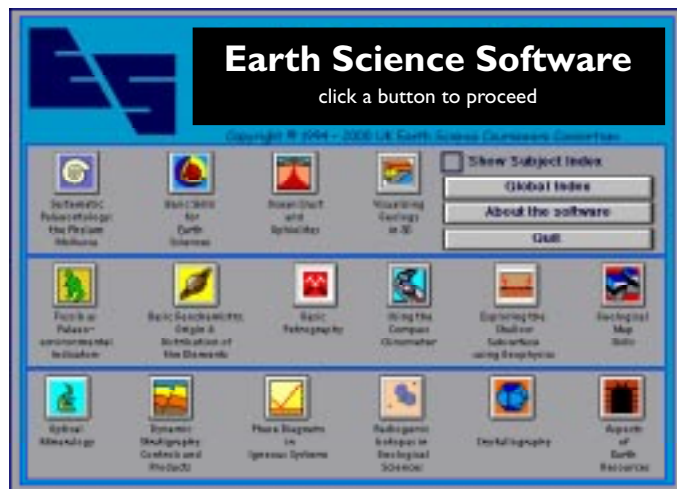 Earth Science Software
click a button to proceed
Copyright © 1994 - 2000 UK Earth Science Courseware Consortium
Show Subject Index
Global Index
About the software
Quit
Systematic
Palaeontology:
the Phylum
Mollusca
Basic Skills
for
Earth
Sciences
Ocean Crust
and
Ophiolites
Visualising
Geology
in 3D
Fossils as
Palaeo-
environmental
Indicators
Basic Geochemistry,
Origin &
Distribution of
the Elements
Basic
Petrography
Using the
Compass
Clinometer
Exploring the
Shallow
Subsurface
using Geophysics
Geological
Map
Skills
Optical
Mineralogy
Dynamic
Stratigraphy
Controls and
Products
Phase Diagrams
in
Igneous Systems
Radiogenic
Isotopes in
Geological
Sciences
Crystallography
Aspects
of
Earth
Resources